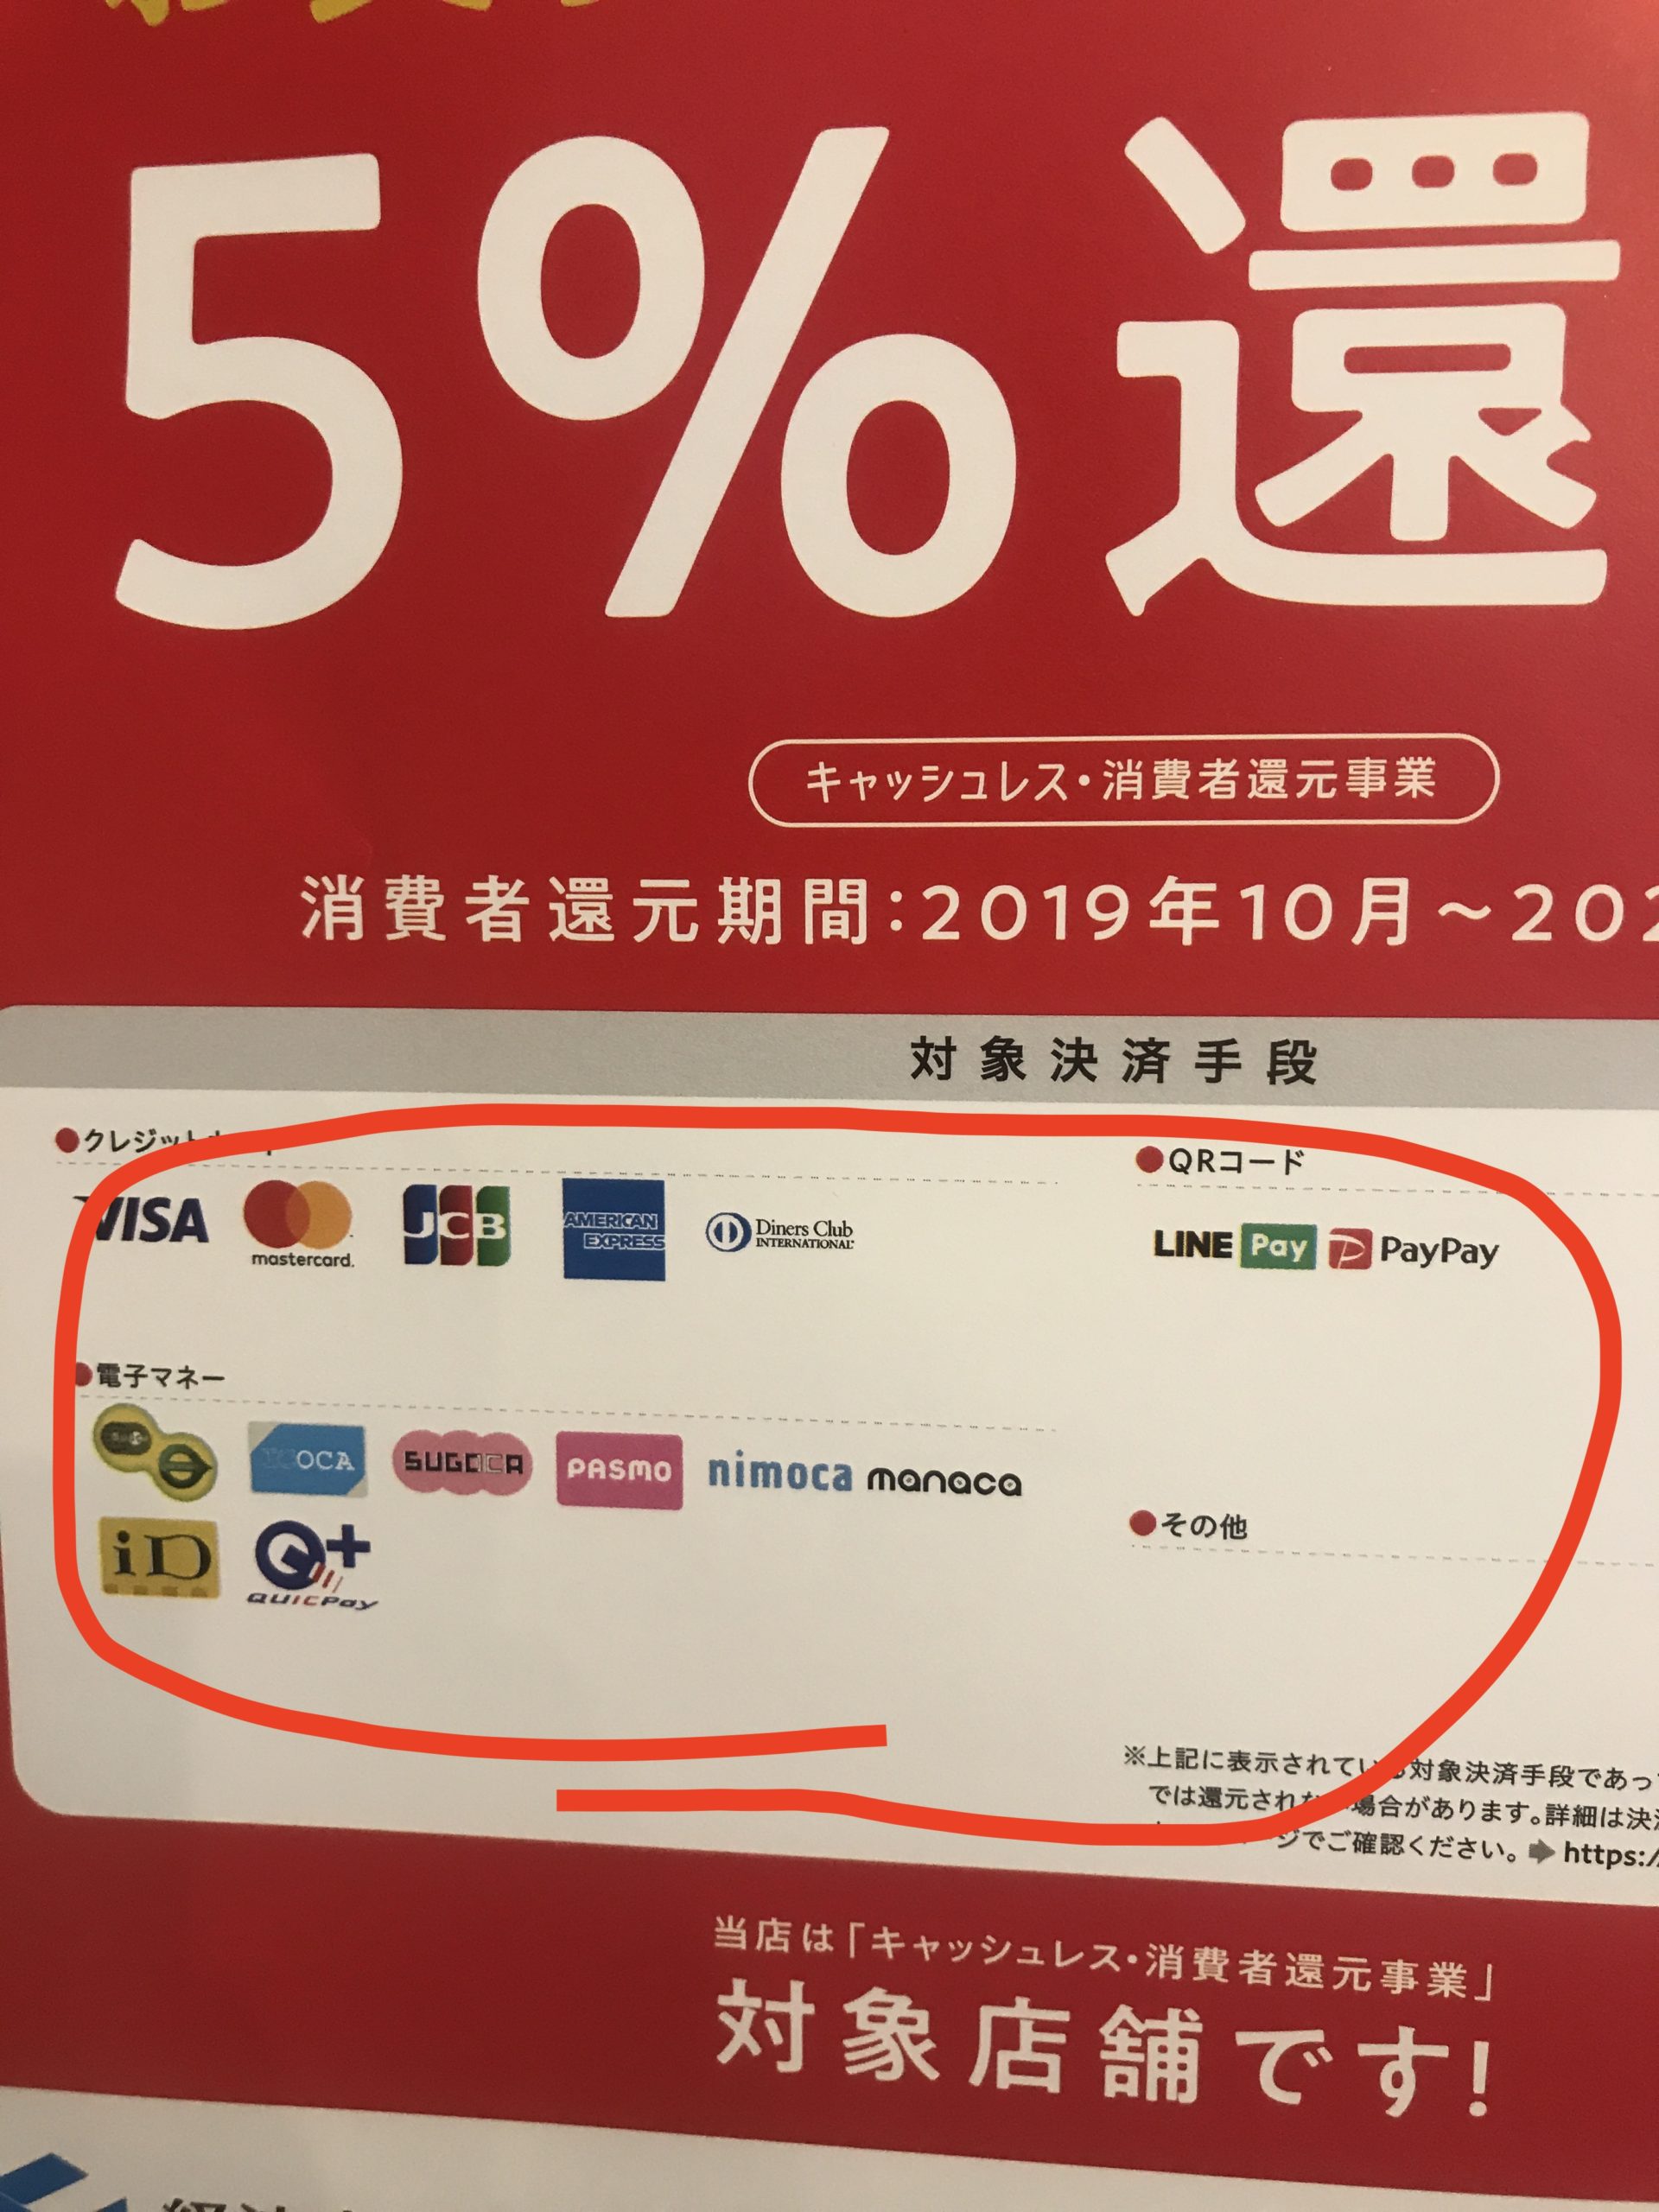 5%還
キャッシュレス・消費者還元事業
消費者還元期間:2019年10月~202
対象決済手段
●クレジット
VISA
mastercard.
JCB
AMERICAN EXPRESS
Diners Club INTERNATIONAL
●QRコード
LINE Pay PayPay
●電子マネー
OCA SUGOCA PASMO nimoca manaca
iD QUICPay
●その他
※上記に表示されている対象決済手段であっ
では還元されない場合があります。詳細は決済
ジでご確認ください。 https:/
当店は「キャッシュレス・消費者還元事業」
対象店舗です!